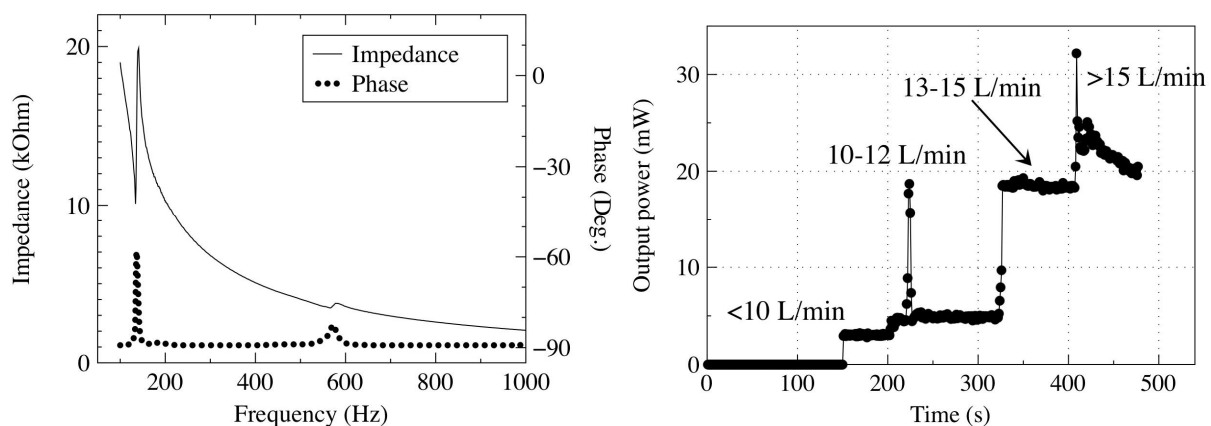 20
10
0
Impedance (kOhm)
Impedance
Phase
0
−30
−60
−90
Phase (Deg.)
200 400 600 800 1000
Frequency (Hz)
30
20
10
0
Output power (mW)
>15 L/min
13-15 L/min
10-12 L/min
<10 L/min
0 100 200 300 400 500
Time (s)